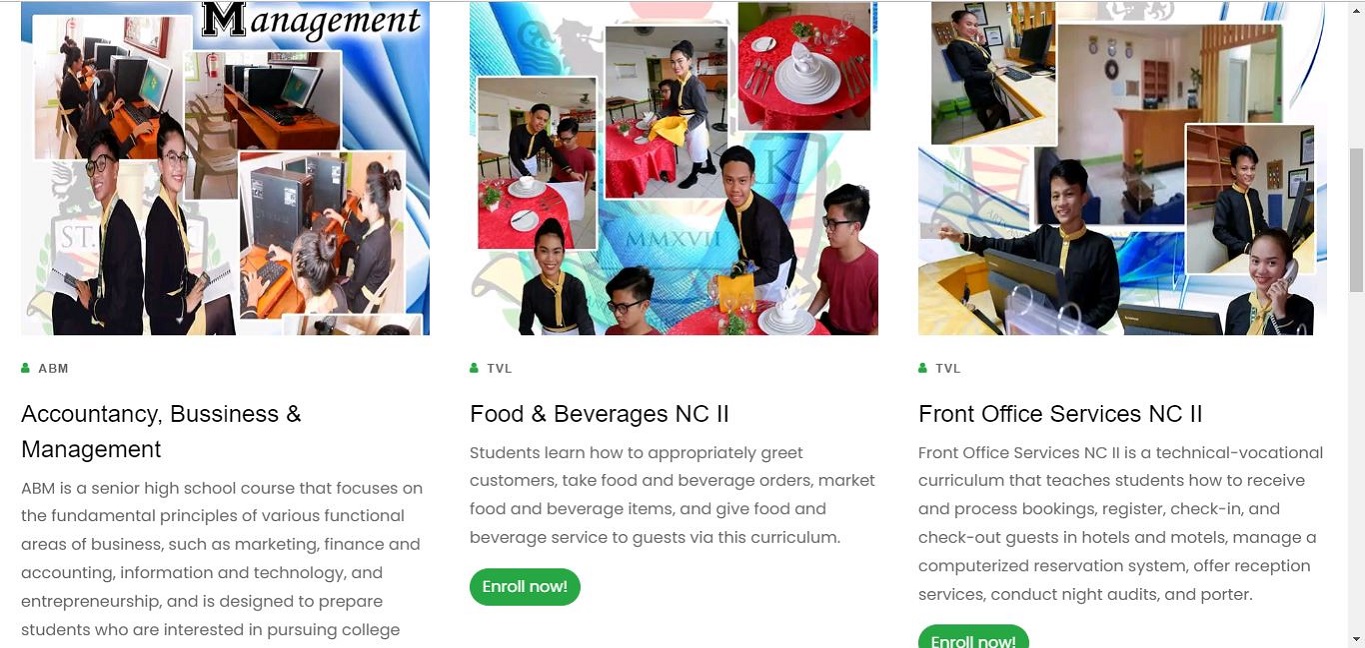 Management
ST.
K
MMXVII
ABM
Accountancy, Bussiness &
Management
ABM is a senior high school course that focuses on
the fundamental principles of various functional
areas of business, such as marketing, finance and
accounting, information and technology, and
entrepreneurship, and is designed to prepare
students who are interested in pursuing college
TVL
Food & Beverages NC II
Students learn how to appropriately greet
customers, take food and beverage orders, market
food and beverage items, and give food and
beverage service to guests via this curriculum.
Enroll now!
TVL
Front Office Services NC II
Front Office Services NC II is a technical-vocational
curriculum that teaches students how to receive
and process bookings, register, check-in, and
check-out guests in hotels and motels, manage a
computerized reservation system, offer reception
services, conduct night audits, and porter.
Enroll now!